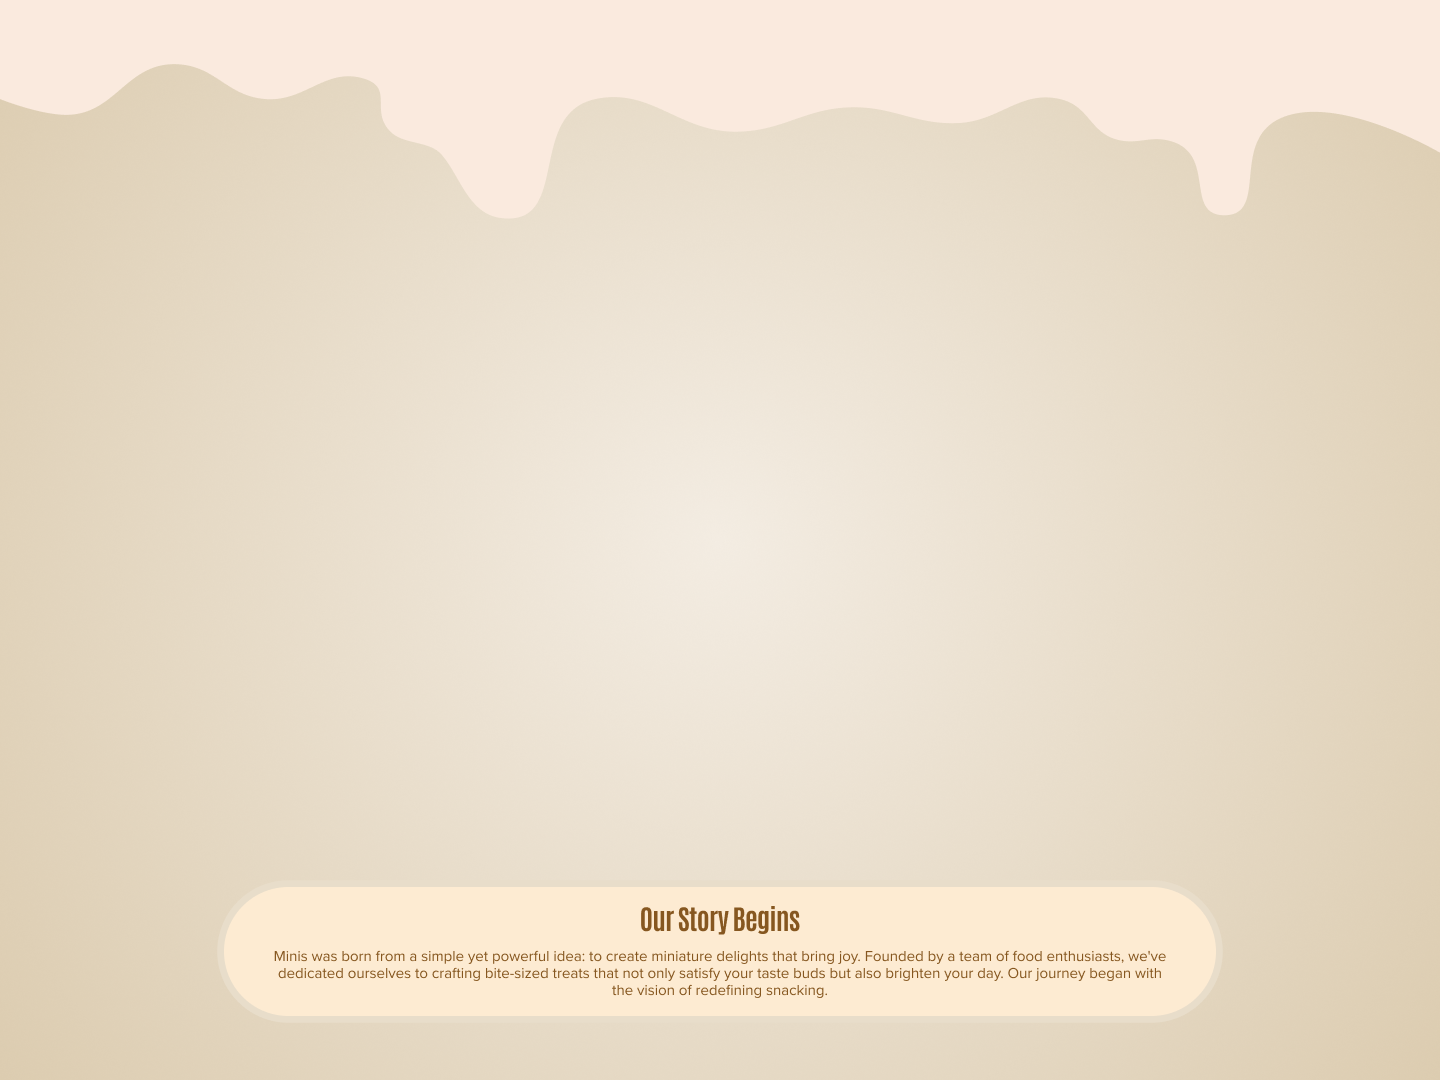 Our Story Begins
Minis was born from a simple yet powerful idea: to create miniature delights that bring joy. Founded by a team of food enthusiasts, we've
dedicated ourselves to crafting bite-sized treats that not only satisfy your taste buds but also brighten your day. Our journey began with
the vision of redefining snacking.